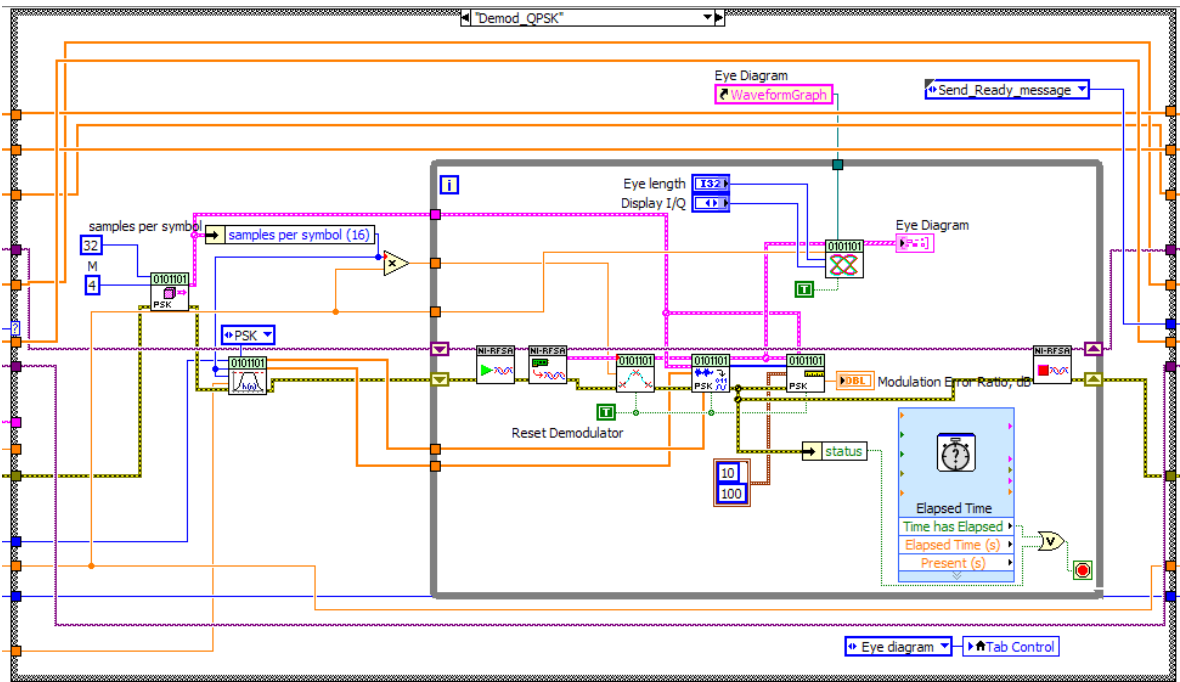 "Demod_QPSK"
Eye Diagram
WaveformGraph
Send_Ready_message
i
Eye length
I32
Display I/Q
samples per symbol
32
samples per symbol (16)
M
4
Eye Diagram
0101101
0101101
PSK
T
?
PSK
0101101
h(n)
NI-RFSA
NI-RFSA
0101101
0101101
011
PSK
0101101
PSK
DBL
Modulation Error Ratio, dB
NI-RFSA
T
Reset Demodulator
status
10
100
?
Elapsed Time
Time has Elapsed
Elapsed Time (s)
Present (s)
V
Eye diagram
Tab Control